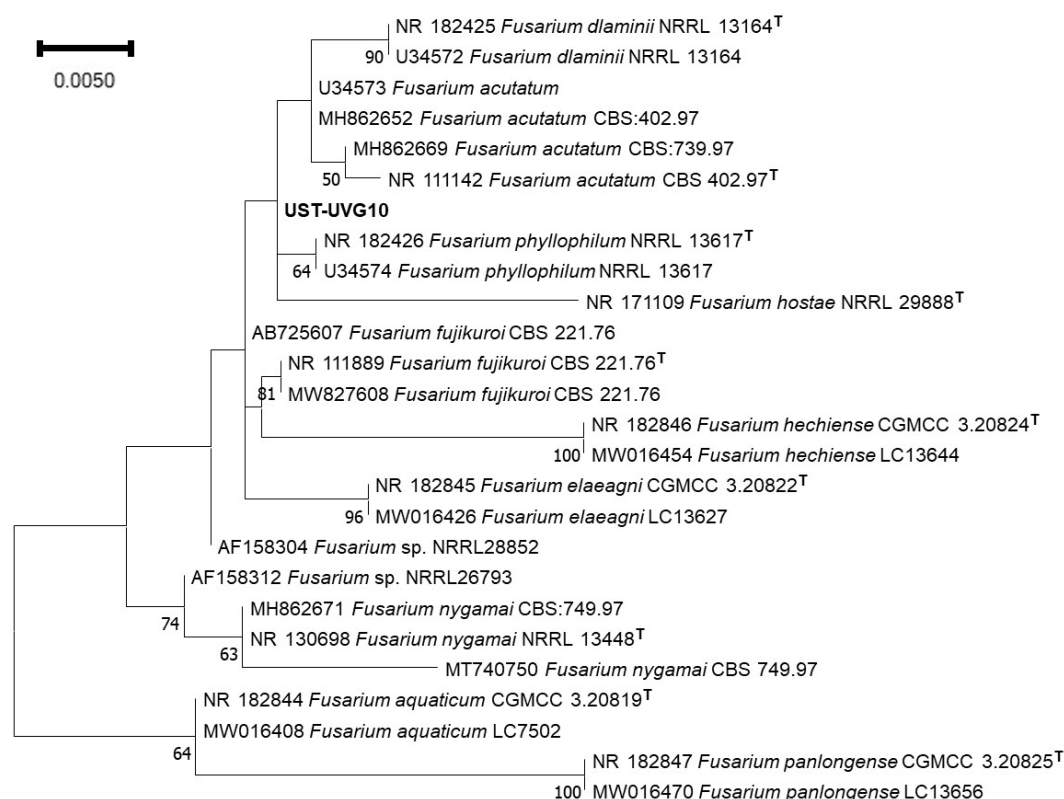 NR 182425 Fusarium dlaminii NRRL 13164T
0.0050
90
U34572 Fusarium dlaminii NRRL 13164
U34573 Fusarium acutatum
MH862652 Fusarium acutatum CBS:402.97
MH862669 Fusarium acutatum CBS:739.97
50
NR 111142 Fusarium acutatum CBS 402.97T
UST-UVG10
NR 182426 Fusarium phyllophilum NRRL 13617T
64
U34574 Fusarium phyllophilum NRRL 13617
NR 171109 Fusarium hostae NRRL 29888T
AB725607 Fusarium fujikuroi CBS 221.76
NR 111889 Fusarium fujikuroi CBS 221.76T
81
MW827608 Fusarium fujikuroi CBS 221.76
NR 182846 Fusarium hechiense CGMCC 3.20824T
100
MW016454 Fusarium hechiense LC13644
NR 182845 Fusarium elaeagni CGMCC 3.20822T
96
MW016426 Fusarium elaeagni LC13627
AF158304 Fusarium sp. NRRL28852
AF158312 Fusarium sp. NRRL26793
74
MH862671 Fusarium nygamai CBS:749.97
NR 130698 Fusarium nygamai NRRL 13448T
63
MT740750 Fusarium nygamai CBS 749.97
NR 182844 Fusarium aquaticum CGMCC 3.20819T
MW016408 Fusarium aquaticum LC7502
64
NR 182847 Fusarium panlongense CGMCC 3.20825T
100
MW016470 Fusarium panlongense LC13656